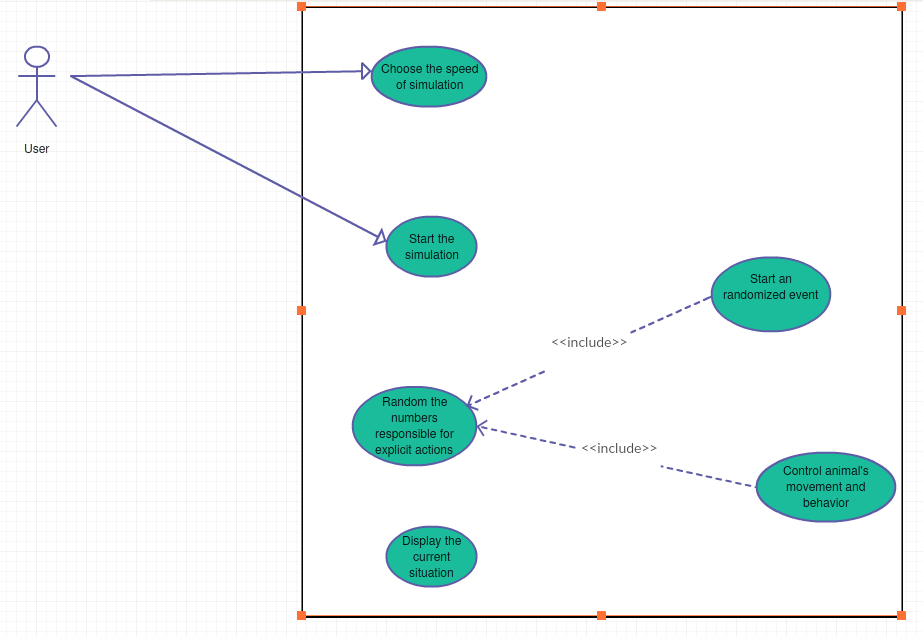 Choose the speed
of simulation
User
Start the
simulation
Start an
randomized event
<<include>>
Random the
numbers
responsible for
explicit actions
<<include>>
Control animal's
movement and
behavior
Display the
current
situation